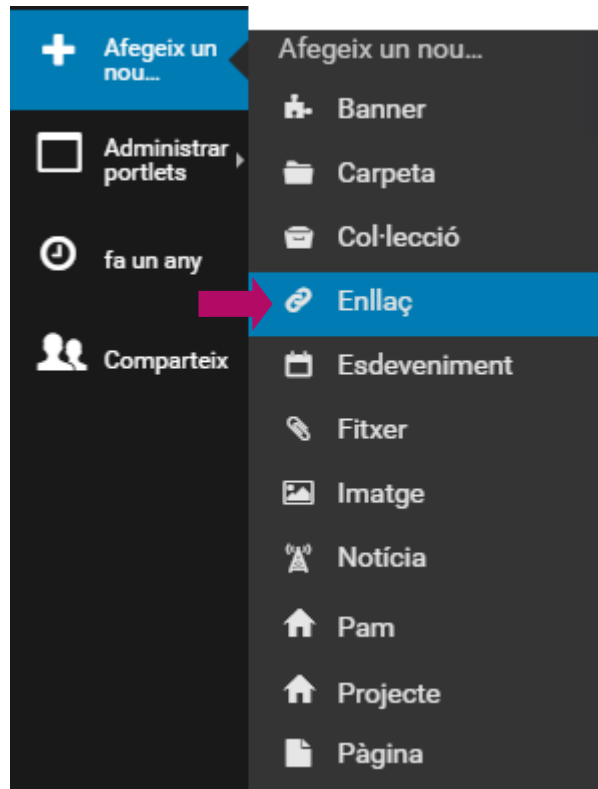 Afegeix un
nou...
Administrar
portlets
fa un any
Comparteix
Afegeix un nou...
Banner
Carpeta
Col·lecció
Enllaç
Esdeveniment
Fitxer
Imatge
Notícia
Pam
Projecte
Pàgina